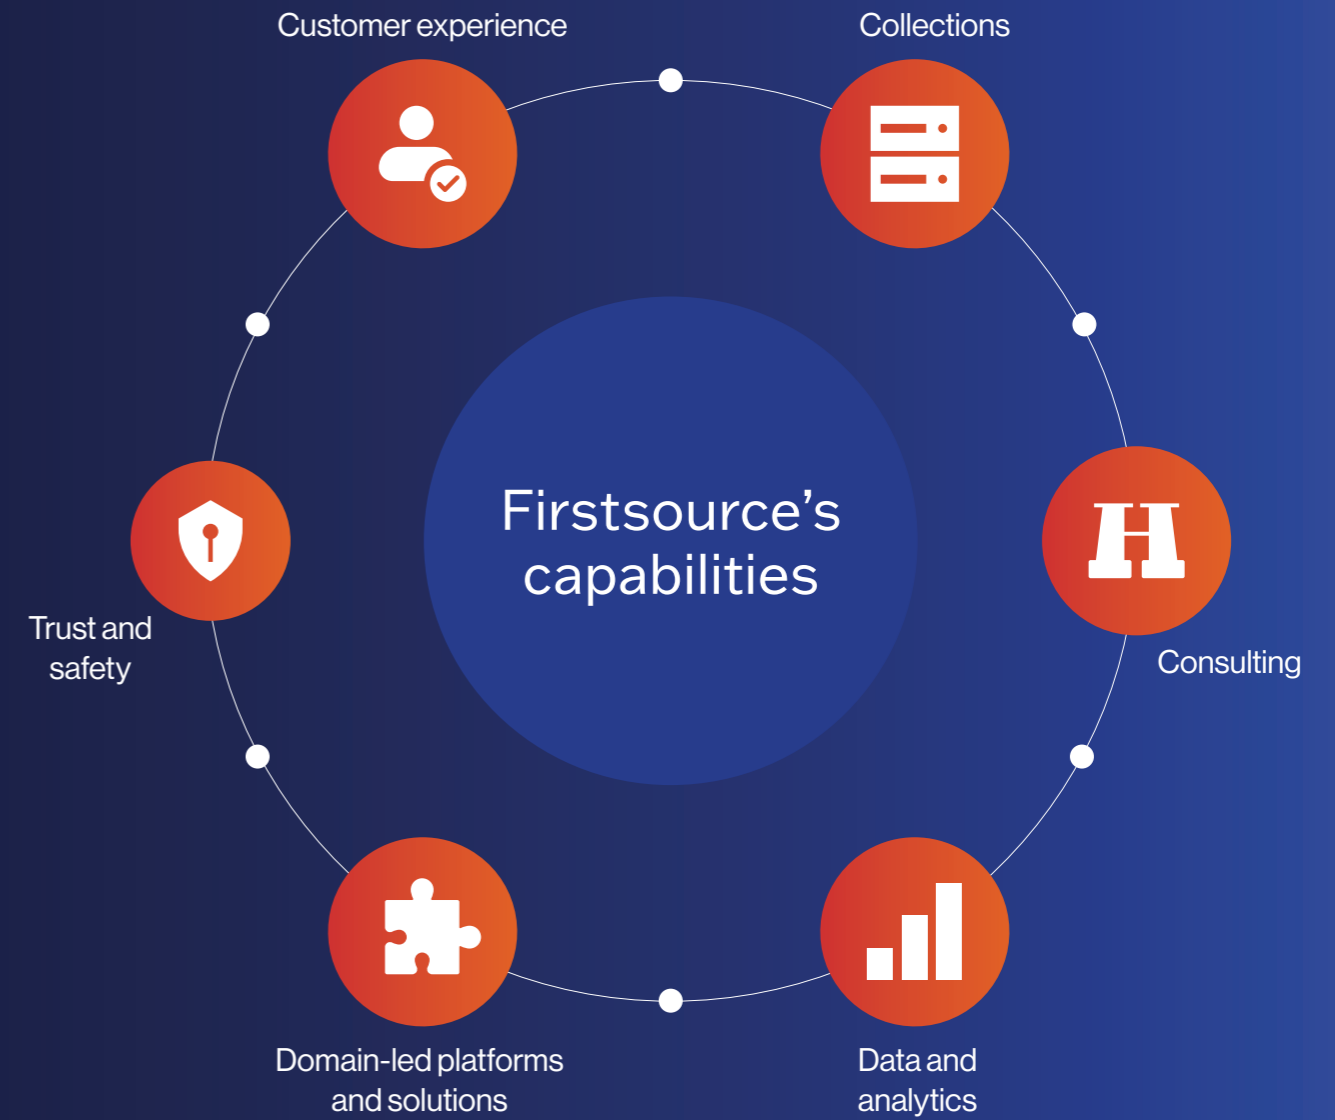 Customer experience
Collections
Firstsource’s
capabilities
Trust and
safety
Consulting
Domain-led platforms
and solutions
Data and
analytics